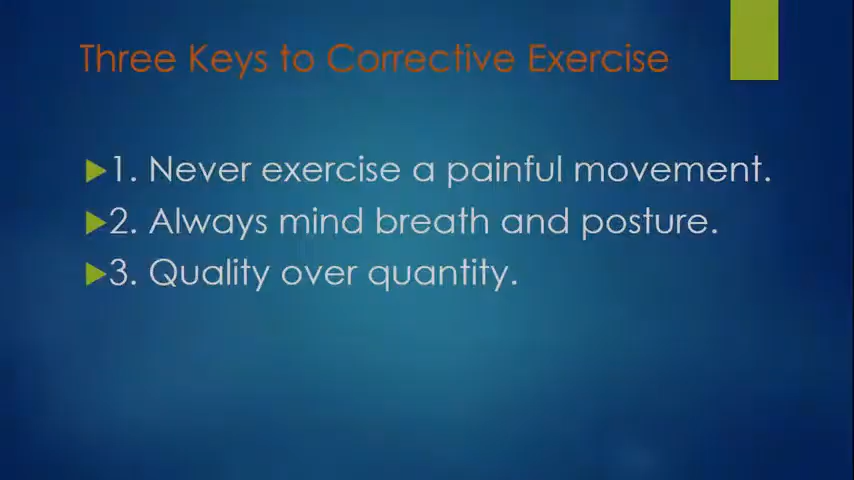 Three Keys to Corrective Exercise
1. Never exercise a painful movement.
2. Always mind breath and posture.
3. Quality over quantity.